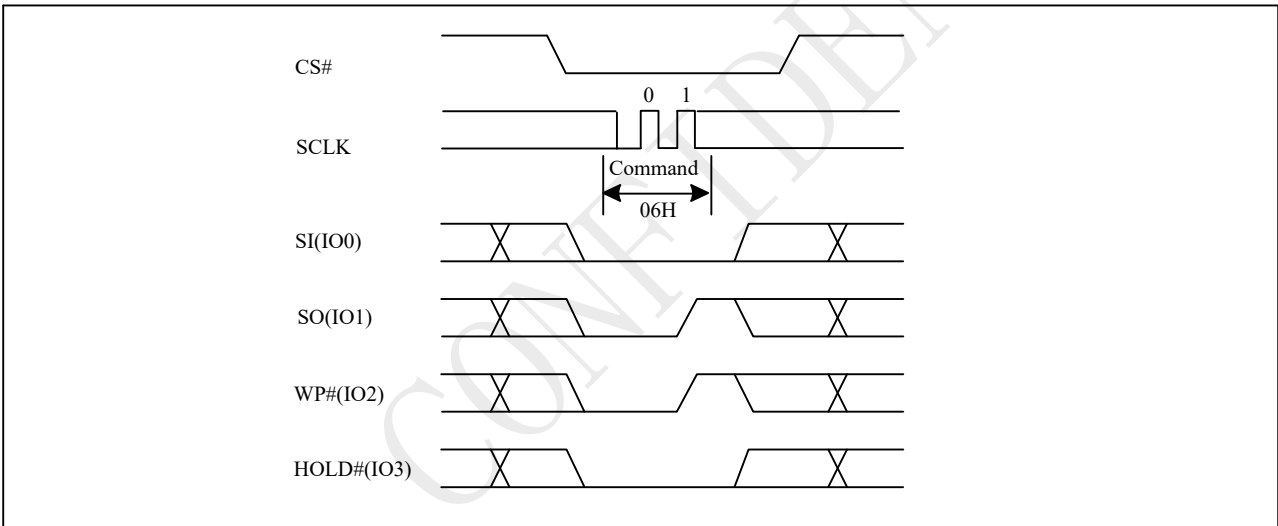 CS#
0 1
SCLK
Command
06H
SI(IO0)
SO(IO1)
WP#(IO2)
HOLD#(IO3)